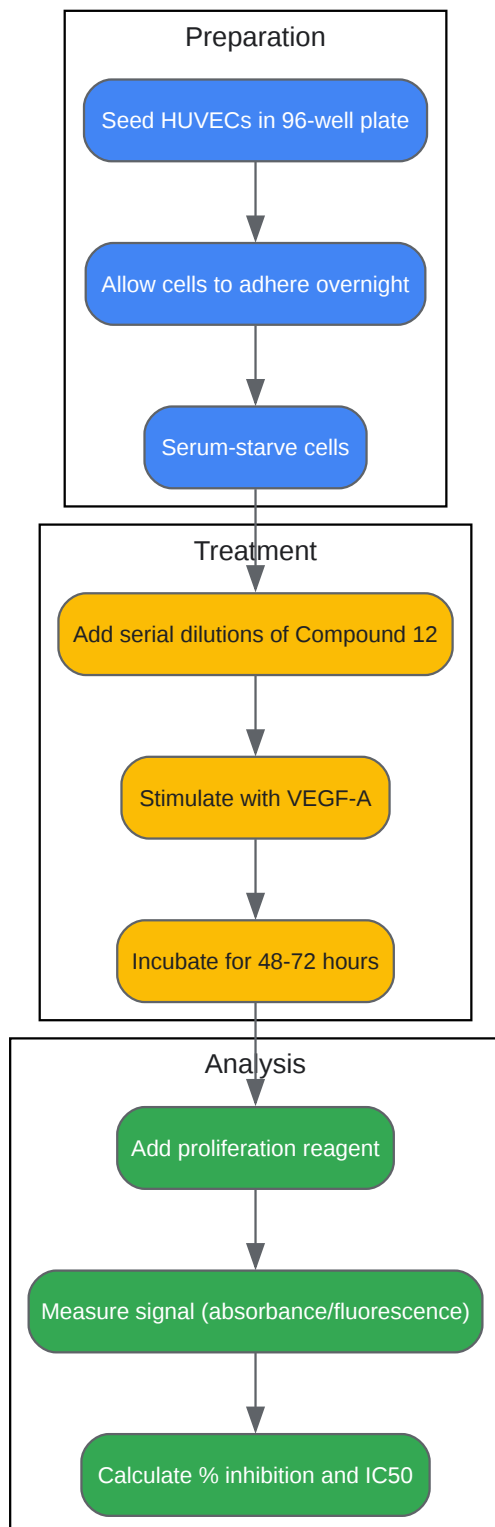 Preparation
Seed HUVECs in 96-well plate
Allow cells to adhere overnight
Serum-starve cells
Treatment
Add serial dilutions of Compound 12
Stimulate with VEGF-A
Incubate for 48-72 hours
Analysis
Add proliferation reagent
Measure signal (absorbance/fluorescence)
Calculate % inhibition and IC50